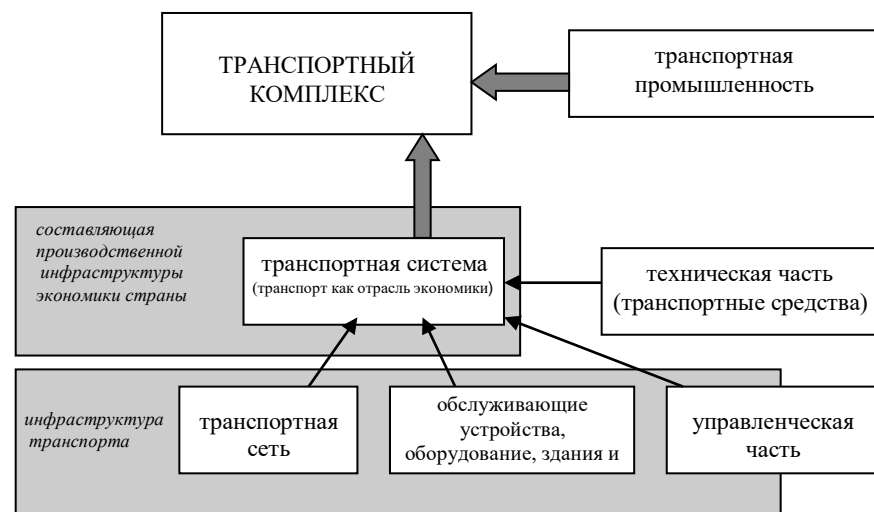 ТРАНСПОРТНЫЙ
КОМПЛЕКС
транспортная
промышленность
составляющая
производственной
инфраструктуры
экономики страны
транспортная система
(транспорт как отрасль экономики)
техническая часть
(транспортные средства)
инфраструктура
транспорта
транспортная
сеть
обслуживающие
устройства,
оборудование, здания и
управленческая
часть